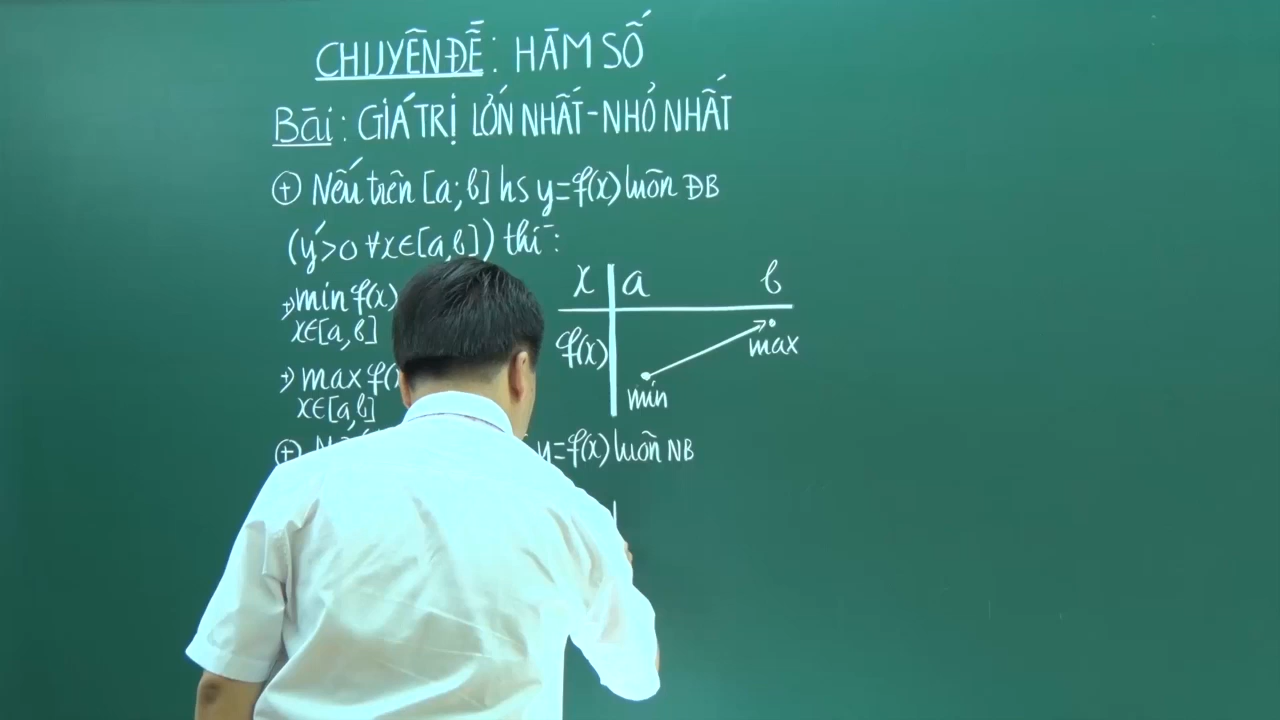 CHUYÊN ĐỀ: HÀM SỐ
Bài: GIÁ TRỊ LỚN NHẤT - NHỎ NHẤT
⊕ Nếu trên [a; b] hs y=f(x) luôn ĐB
(y'>0 ∀x∈[a,b]) thì:
+) min f(x)
x∈[a,b]
+) max f(x
x∈[a,b]
x a b
f(x) max
min
⊕ y=f(x) luôn NB